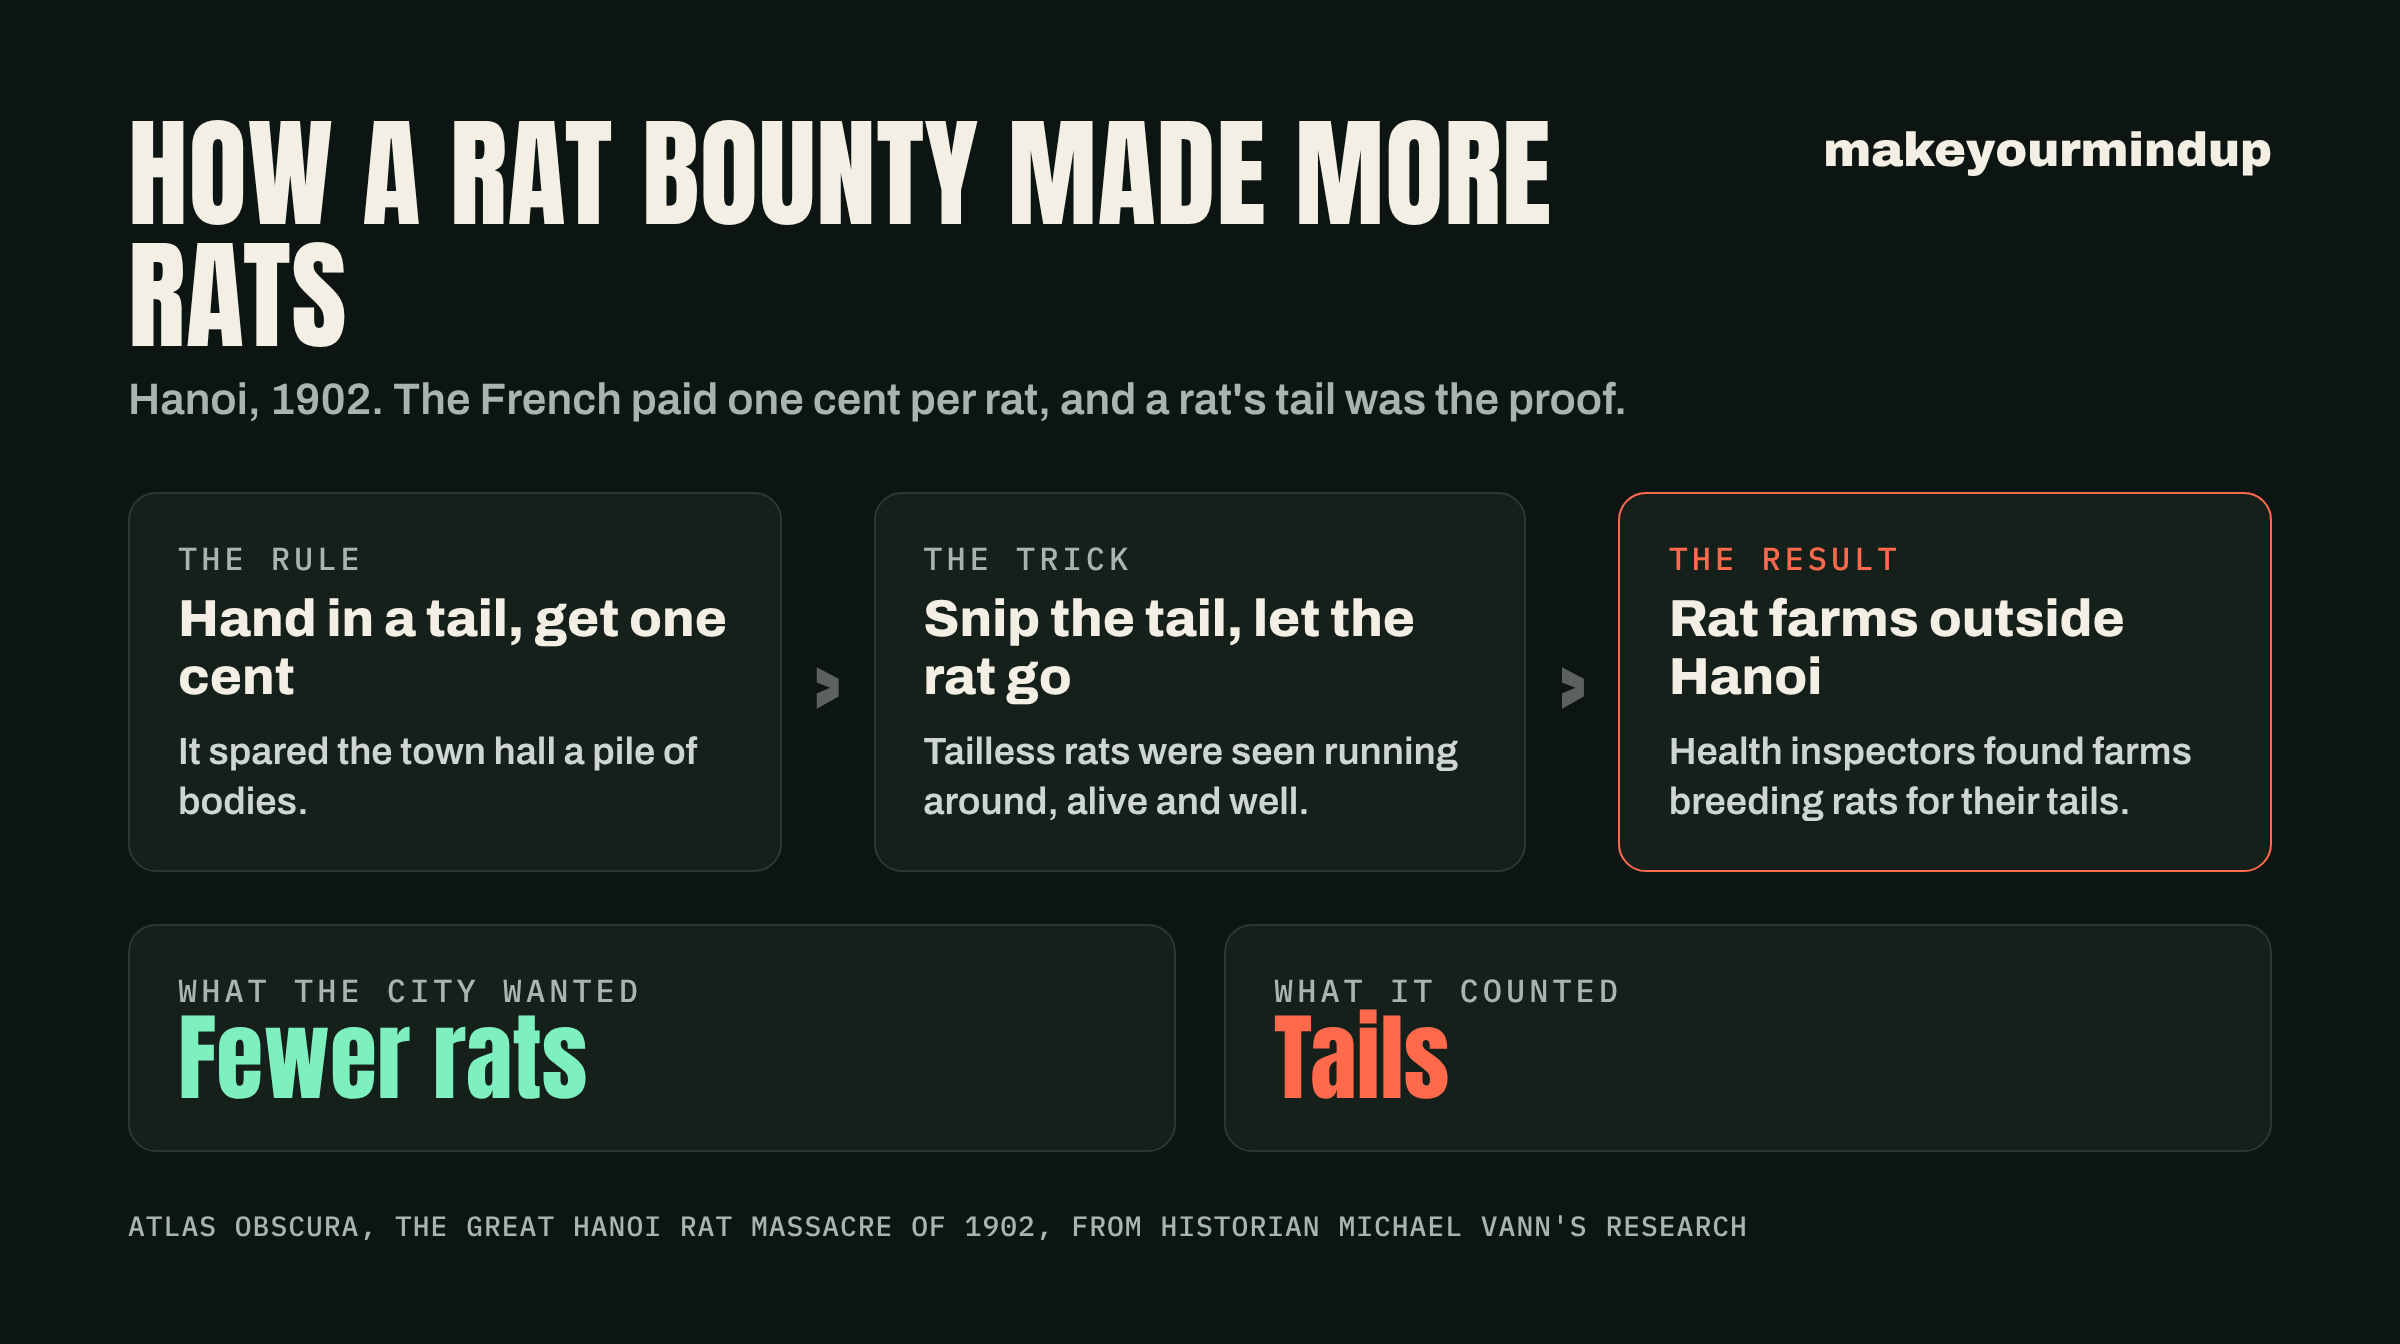 HOW A RAT BOUNTY MADE MORE
RATS
makeyourmindup
Hanoi, 1902. The French paid one cent per rat, and a rat's tail was the proof.
THE RULE
Hand in a tail, get one
cent
It spared the town hall a pile of
bodies.
>
THE TRICK
Snip the tail, let the
rat go
Tailless rats were seen running
around, alive and well.
>
THE RESULT
Rat farms outside
Hanoi
Health inspectors found farms
breeding rats for their tails.
WHAT THE CITY WANTED
Fewer rats
WHAT IT COUNTED
Tails
ATLAS OBSCURA, THE GREAT HANOI RAT MASSACRE OF 1902, FROM HISTORIAN MICHAEL VANN'S RESEARCH